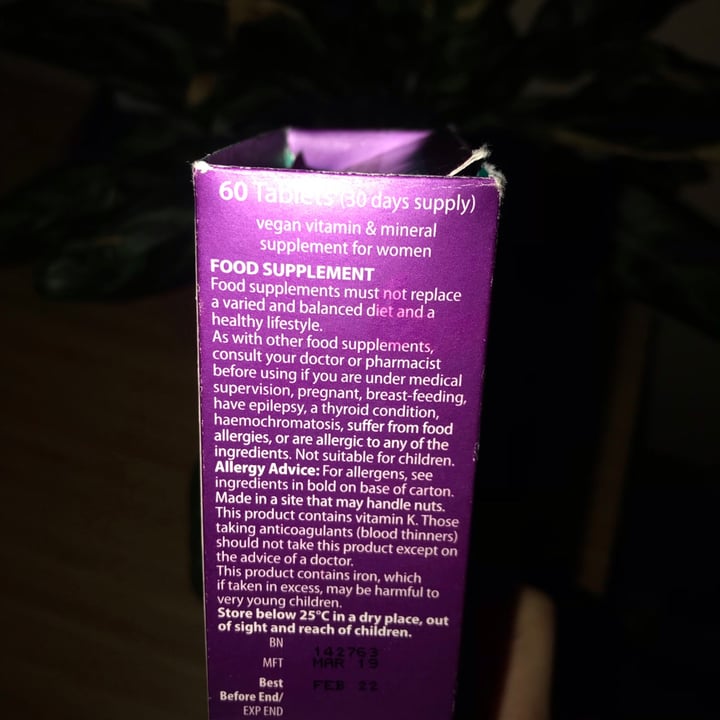 60 Tablets (30 days supply)
vegan vitamin & mineral
supplement for women
FOOD SUPPLEMENT
Food supplements must not replace
a varied and balanced diet and a
healthy lifestyle.
As with other food supplements,
consult your doctor or pharmacist
before using if you are under medical
supervision, pregnant, breast-feeding,
have epilepsy, a thyroid condition,
haemochromatosis, suffer from food
allergies, or are allergic to any of the
ingredients. Not suitable for children.
Allergy Advice: For allergens, see
ingredients in bold on base of carton.
Made in a site that may handle nuts.
This product contains vitamin K. Those
taking anticoagulants (blood thinners)
should not take this product except on
the advice of a doctor.
This product contains iron, which
if taken in excess, may be harmful to
very young children.
Store below 25°C in a dry place, out
of sight and reach of children.
BN 142763
MFT MAR 19
Best FEB 22
Before End/
EXP END